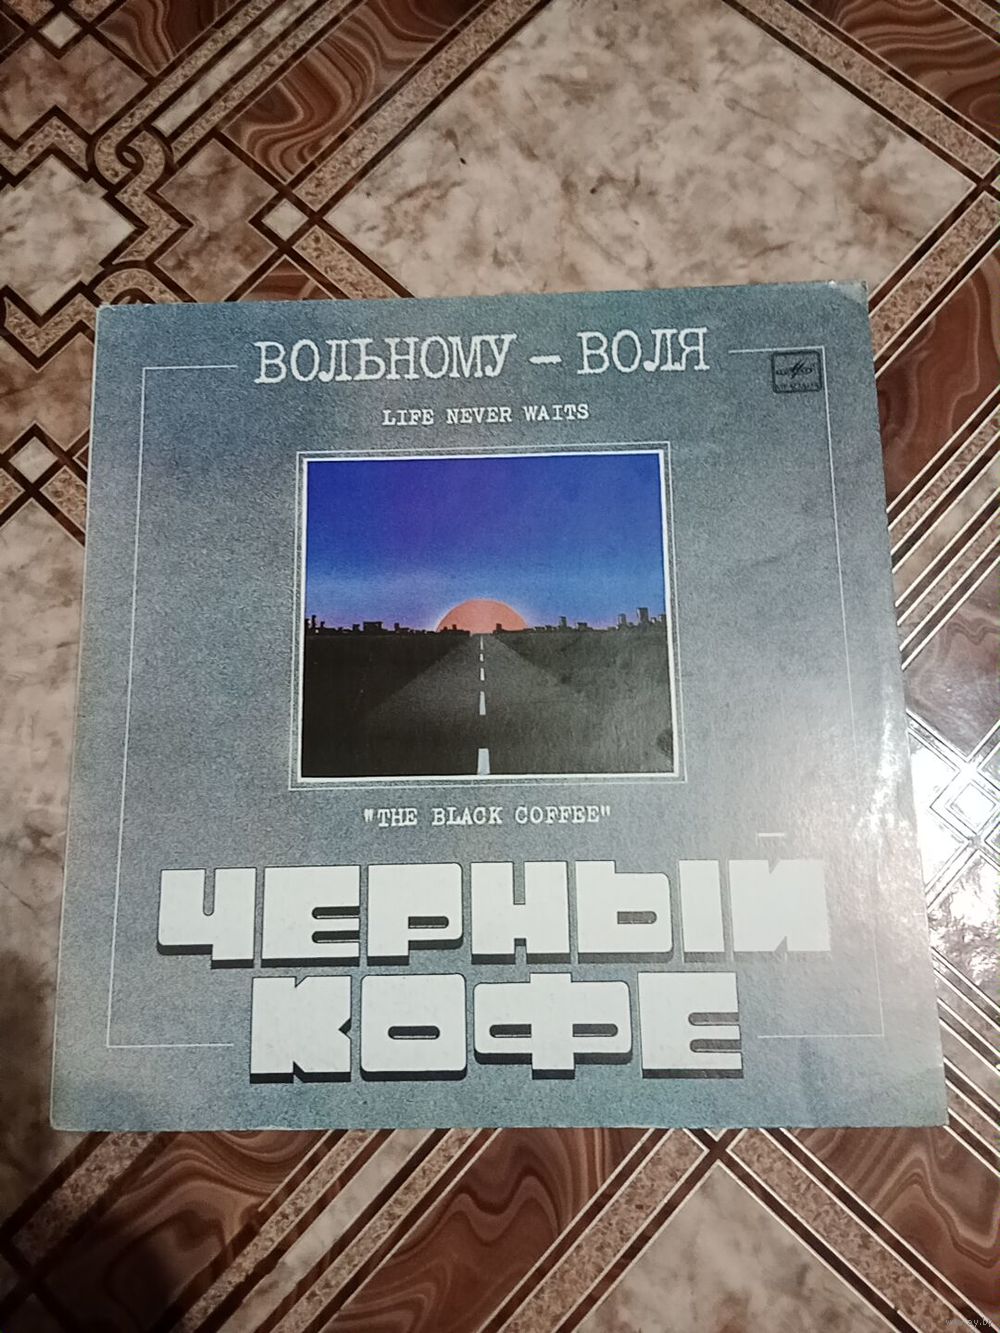 ВОЛЬНОМУ – ВОЛЯ
LIFE NEVER WAITS
"THE BLACK COFFEE"
ЧЕРНЫЙ
КОФЕ